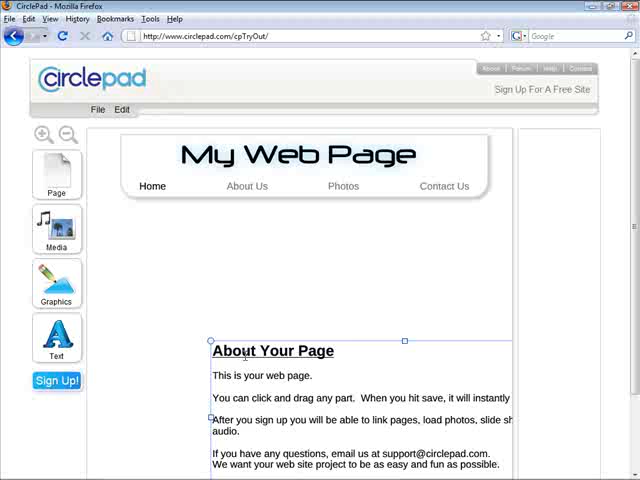 CirclePad - Mozilla Firefox
File Edit View History Bookmarks Tools Help
http://www.circlepad.com/cpTryOut/
Google
circlepad
About Forum Help Contact
Sign Up For A Free Site
File Edit
My Web Page
Home About Us Photos Contact Us
Page
Media
Graphics
Text
Sign Up!
About Your Page
This is your web page.
You can click and drag any part. When you hit save, it will instantly
After you sign up you will be able to link pages, load photos, slide sh
audio.
If you have any questions, email us at support@circlepad.com.
We want your web site project to be as easy and fun as possible.